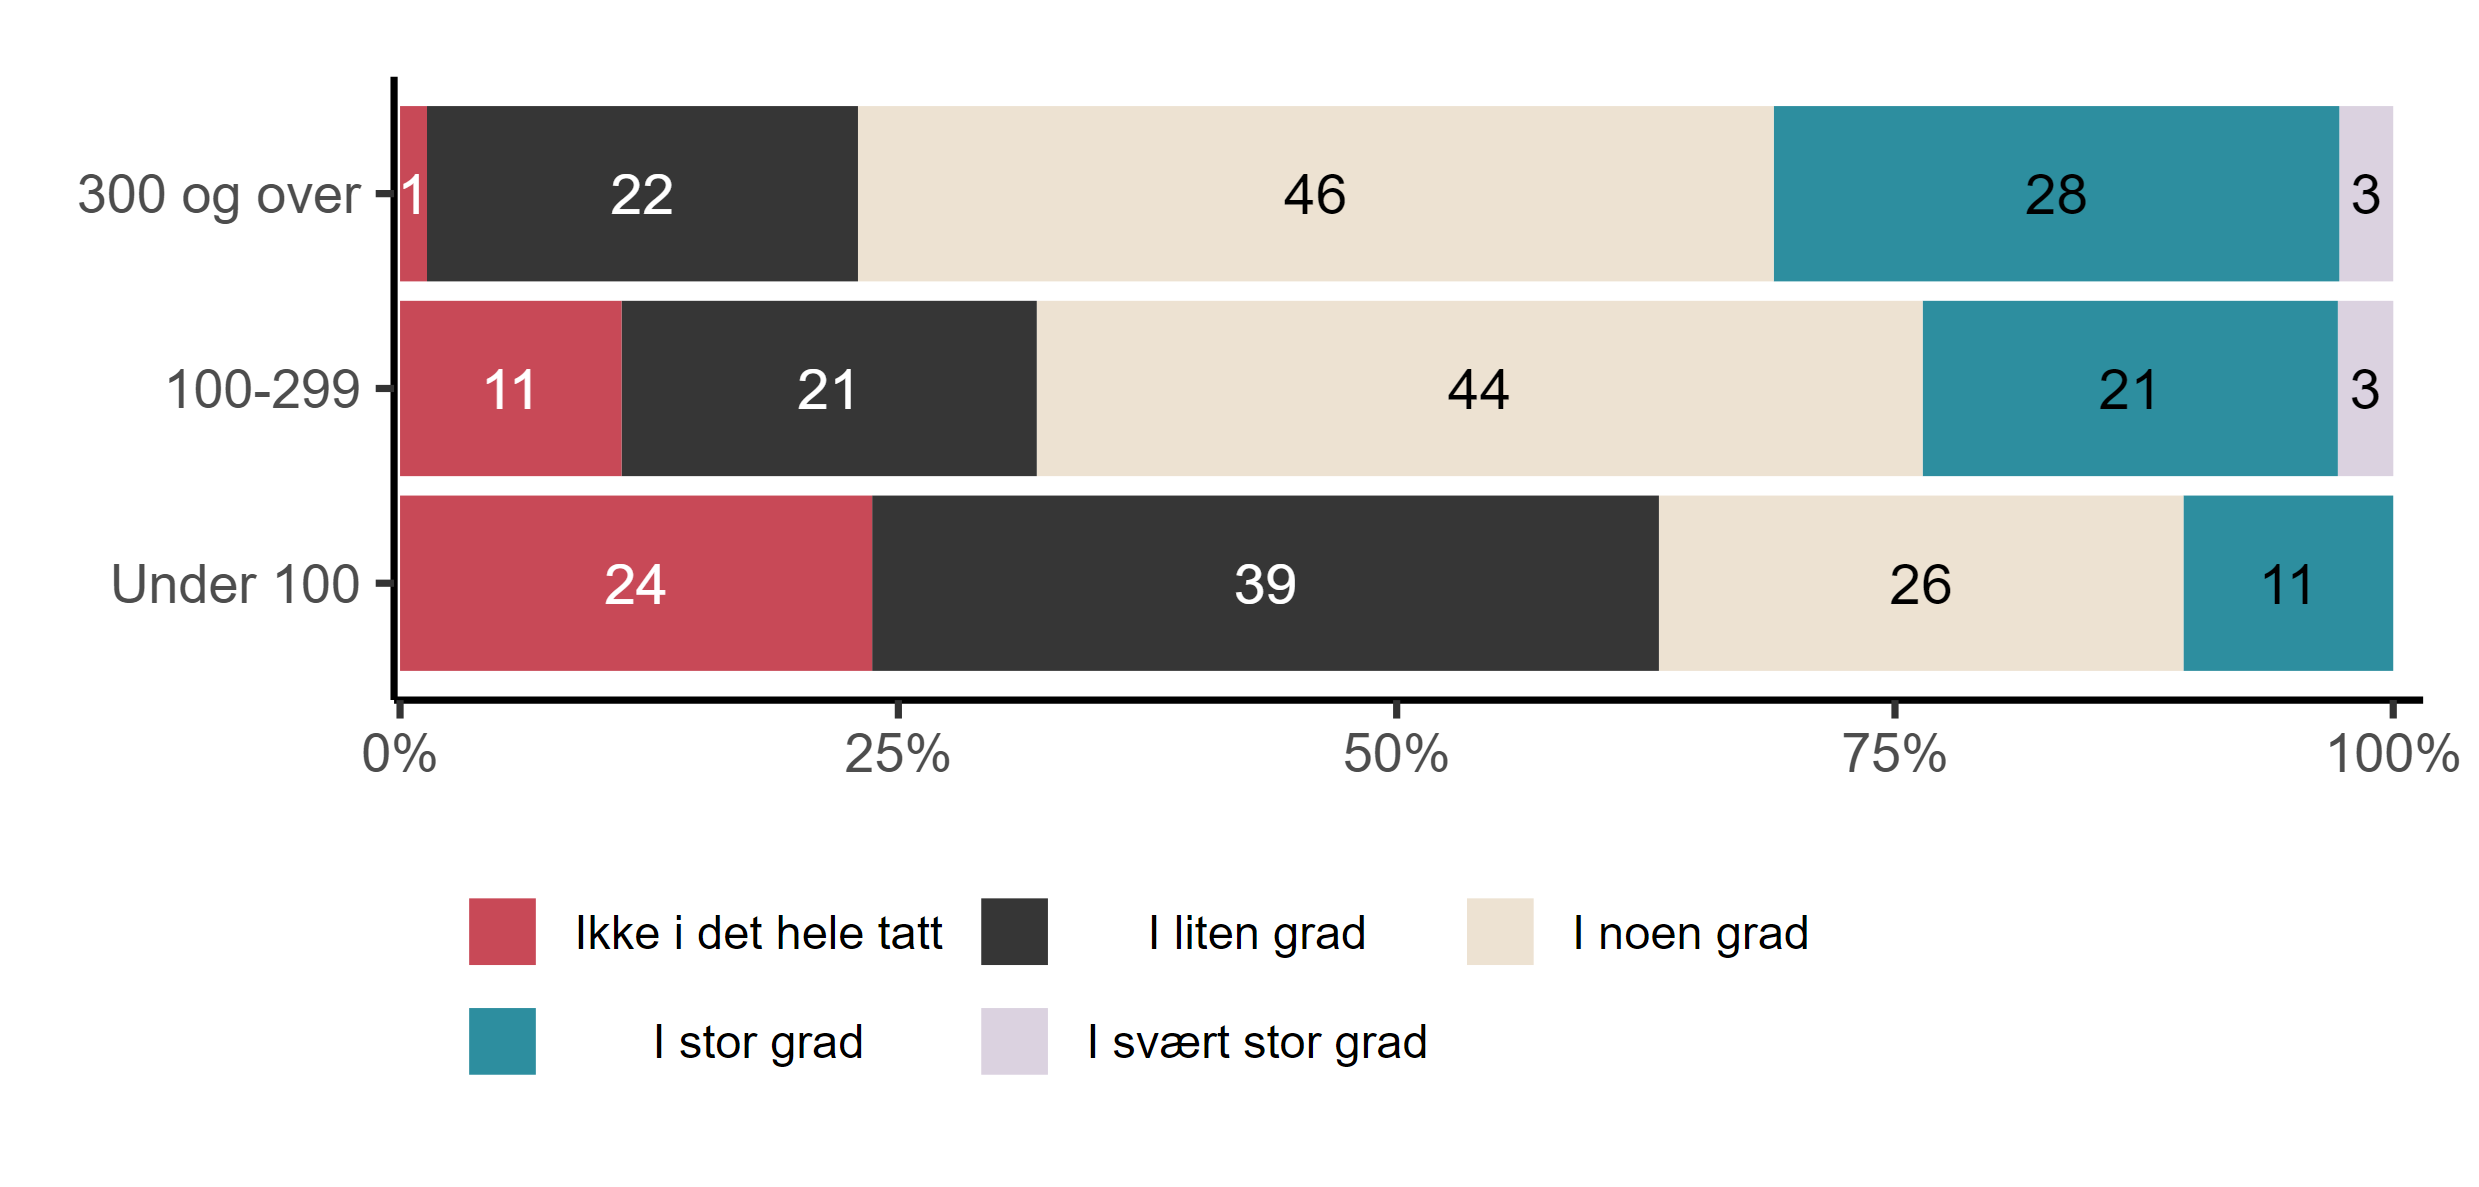 300 og over 1 22 46 28 3
100-299 11 21 44 21 3
Under 100 24 39 26 11
0% 25% 50% 75% 100%
Ikke i det hele tatt I liten grad I noen grad
I stor grad I svært stor grad